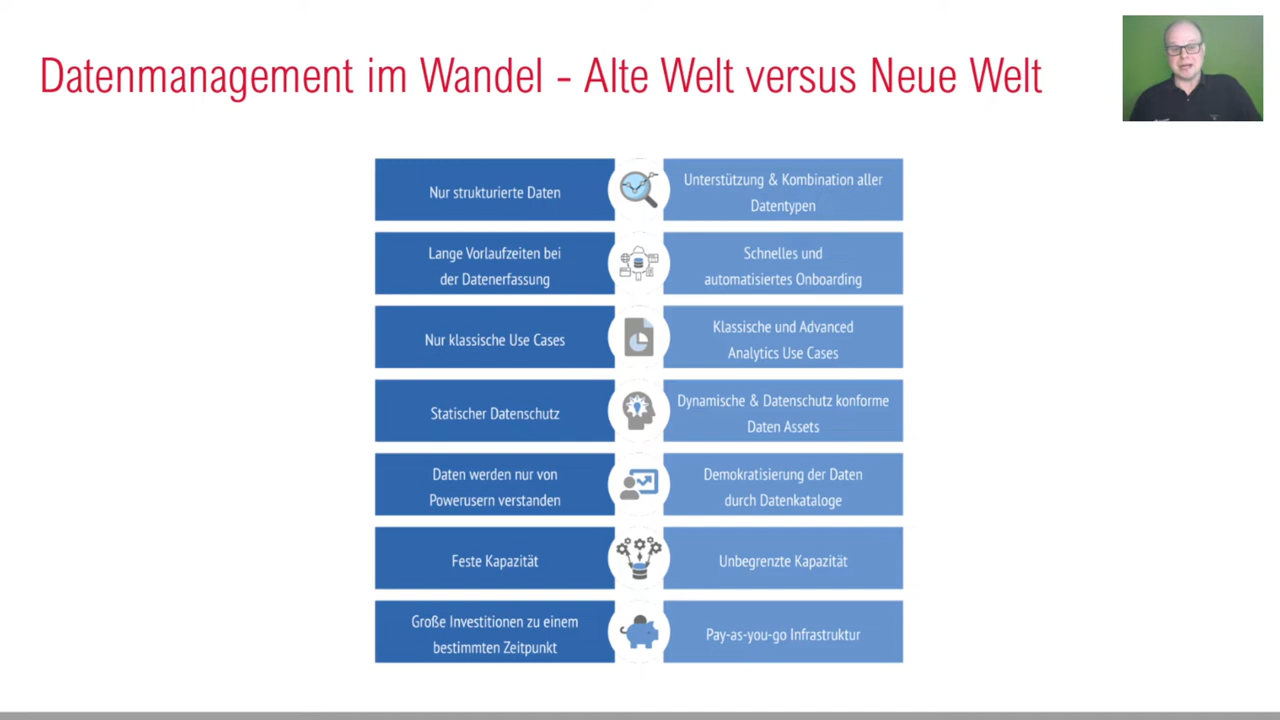 Datenmanagement im Wandel - Alte Welt versus Neue Welt
Nur strukturierte Daten
Unterstützung & Kombination aller
Datentypen
Lange Vorlaufzeiten bei
der Datenerfassung
Schnelles und
automatisiertes Onboarding
Nur klassische Use Cases
Klassische und Advanced
Analytics Use Cases
Statischer Datenschutz
Dynamische & Datenschutz konforme
Daten Assets
Daten werden nur von
Powerusern verstanden
Demokratisierung der Daten
durch Datenkataloge
Feste Kapazität
Unbegrenzte Kapazität
Große Investitionen zu einem
bestimmten Zeitpunkt
Pay-as-you-go Infrastruktur